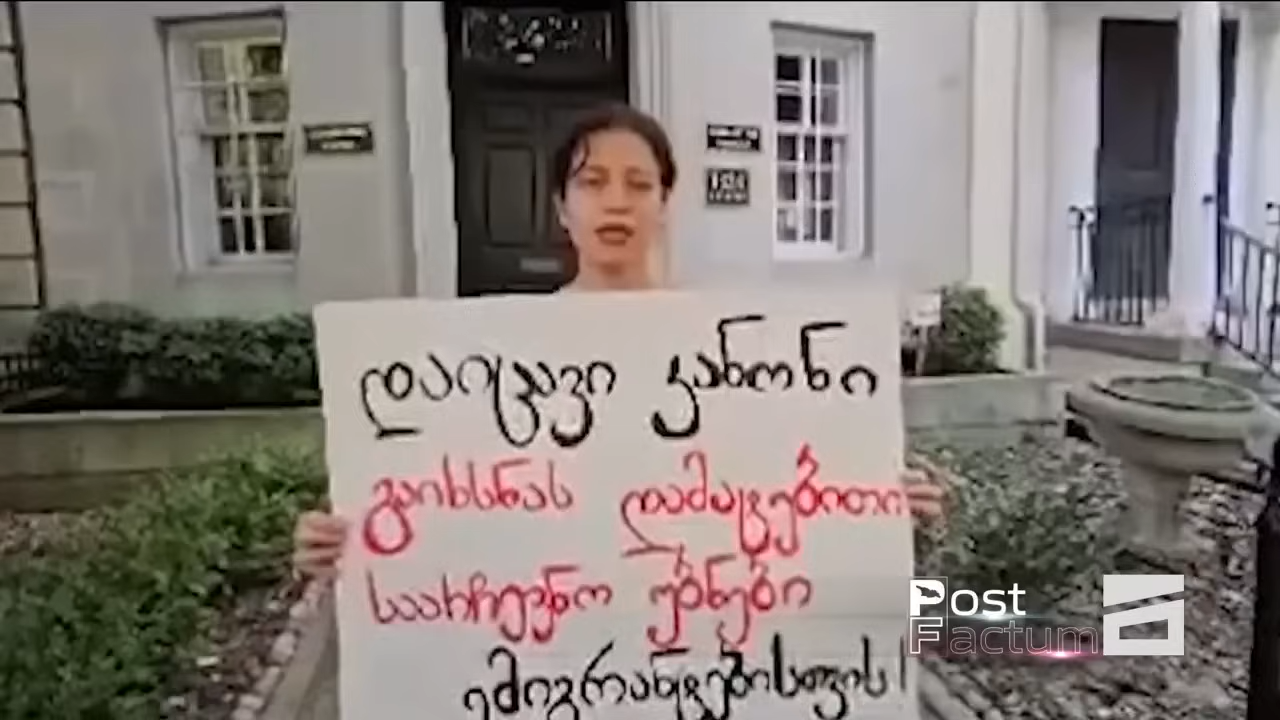 დაიცავი კანონი
გაიხსნას დამატებითი
საარჩევნო უბნები
ემიგრანტებისთვის!
Post
Factum